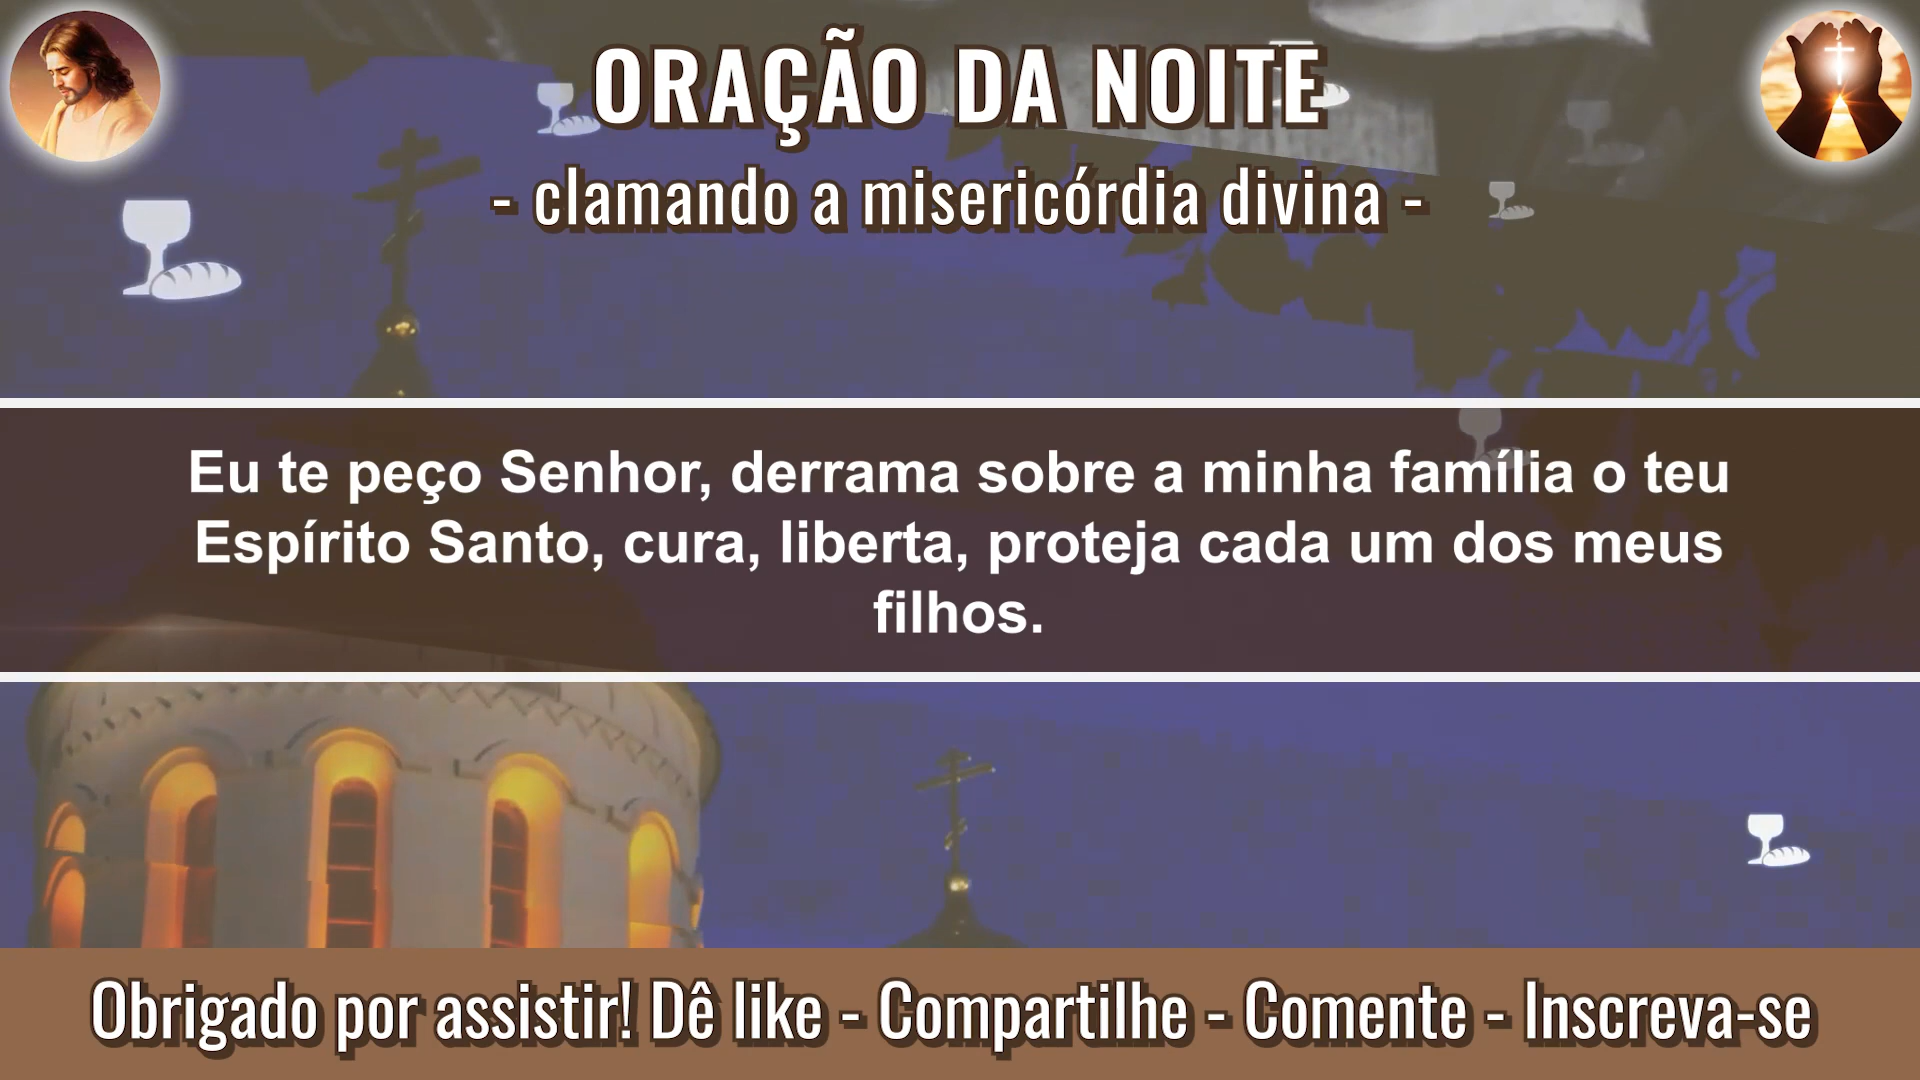 ORAÇÃO DA NOITE
- clamando a misericórdia divina -
Eu te peço Senhor, derrama sobre a minha família o teu
Espírito Santo, cura, liberta, proteja cada um dos meus
filhos.
Obrigado por assistir! Dê like - Compartilhe - Comente - Inscreva-se